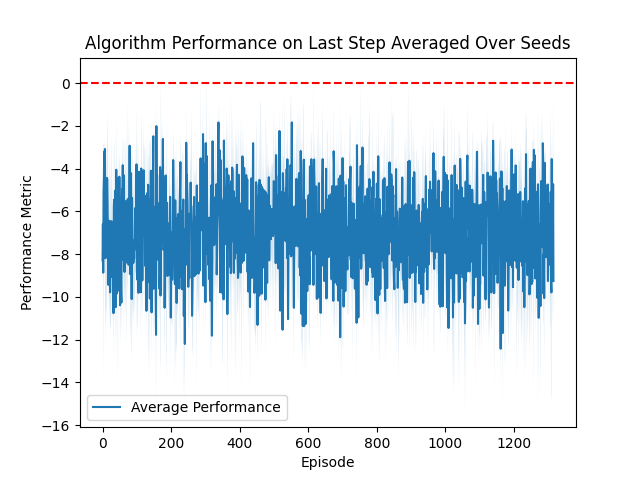 Algorithm Performance on Last Step Averaged Over Seeds
Performance Metric
0
−2
−4
−6
−8
−10
−12
−14
−16
Average Performance
0 200 400 600 800 1000 1200
Episode